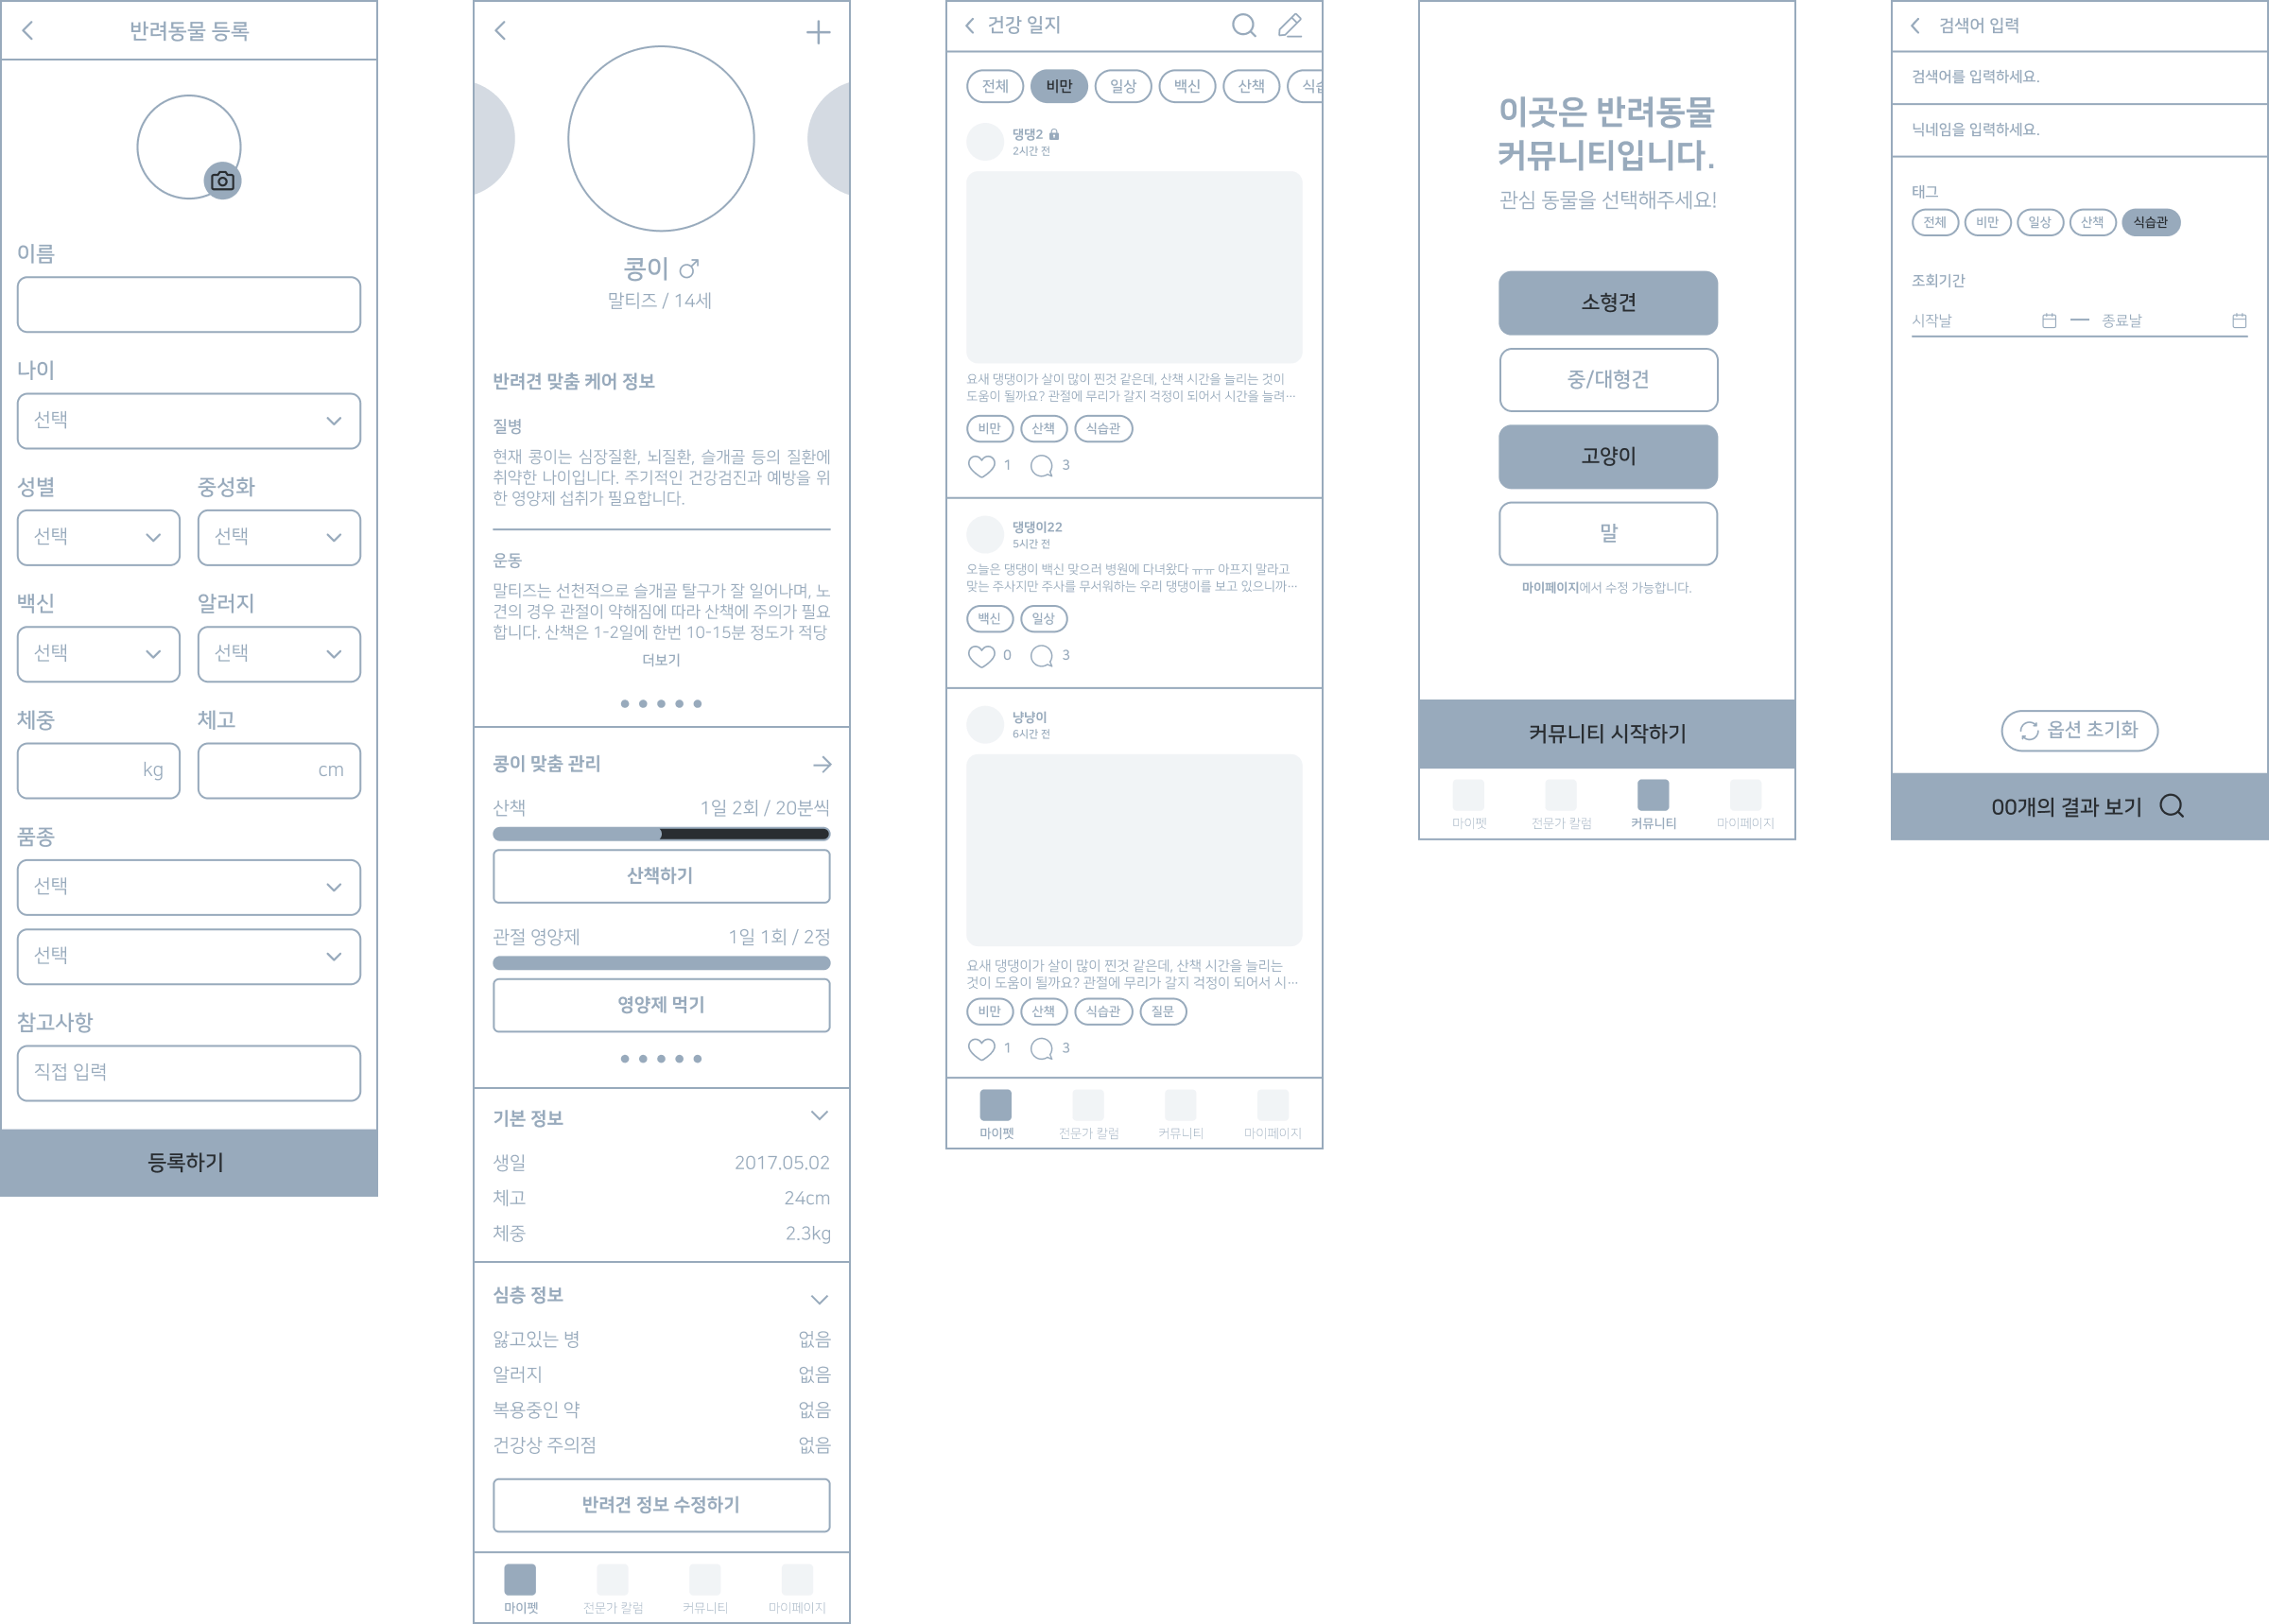 반려동물 등록
이름
나이
선택
성별
중성화
선택
선택
백신
알러지
선택
선택
체중
체고
kg
cm
품종
선택
선택
참고사항
직접 입력
등록하기
콩이
말티즈 / 14세
반려견 맞춤 케어 정보
질병
현재 콩이는 심장질환, 뇌질환, 슬개골 등의 질환에
취약한 나이입니다. 주기적인 건강검진과 예방을 위
한 영양제 섭취가 필요합니다.
운동
말티즈는 선천적으로 슬개골 탈구가 잘 일어나며, 노
견의 경우 관절이 약해짐에 따라 산책에 주의가 필요
합니다. 산책은 1-2일에 한번 10-15분 정도가 적당
더보기
콩이 맞춤 관리
산책
1일 2회 / 20분씩
산책하기
관절 영양제
1일 1회 / 2정
영양제 먹기
기본 정보
생일
2017.05.02
체고
24cm
체중
2.3kg
심층 정보
앓고있는 병
없음
알러지
없음
복용중인 약
없음
건강상 주의점
없음
반려견 정보 수정하기
마이펫
전문가 칼럼
커뮤니티
마이페이지
건강 일지
전체
비만
일상
백신
산책
식습
댕댕2
2시간 전
요새 댕댕이가 살이 많이 찐것 같은데, 산책 시간을 늘리는 것이
도움이 될까요? 관절에 무리가 갈지 걱정이 되어서 시간을 늘려…
비만
산책
식습관
1
3
댕댕이22
5시간 전
오늘은 댕댕이 백신 맞으러 병원에 다녀왔다 ㅠㅠ 아프지 말라고
맞는 주사지만 주사를 무서워하는 우리 댕댕이를 보고 있으니까…
백신
일상
0
3
냥냥이
6시간 전
요새 댕댕이가 살이 많이 찐것 같은데, 산책 시간을 늘리는
것이 도움이 될까요? 관절에 무리가 갈지 걱정이 되어서 시…
비만
산책
식습관
질문
1
3
마이펫
전문가 칼럼
커뮤니티
마이페이지
이곳은 반려동물
커뮤니티입니다.
관심 동물을 선택해주세요!
소형견
중/대형견
고양이
말
마이페이지에서 수정 가능합니다.
커뮤니티 시작하기
마이펫
전문가 칼럼
커뮤니티
마이페이지
검색어 입력
검색어를 입력하세요.
닉네임을 입력하세요.
태그
전체
비만
일상
산책
식습관
조회기간
시작날
종료날
옵션 초기화
00개의 결과 보기